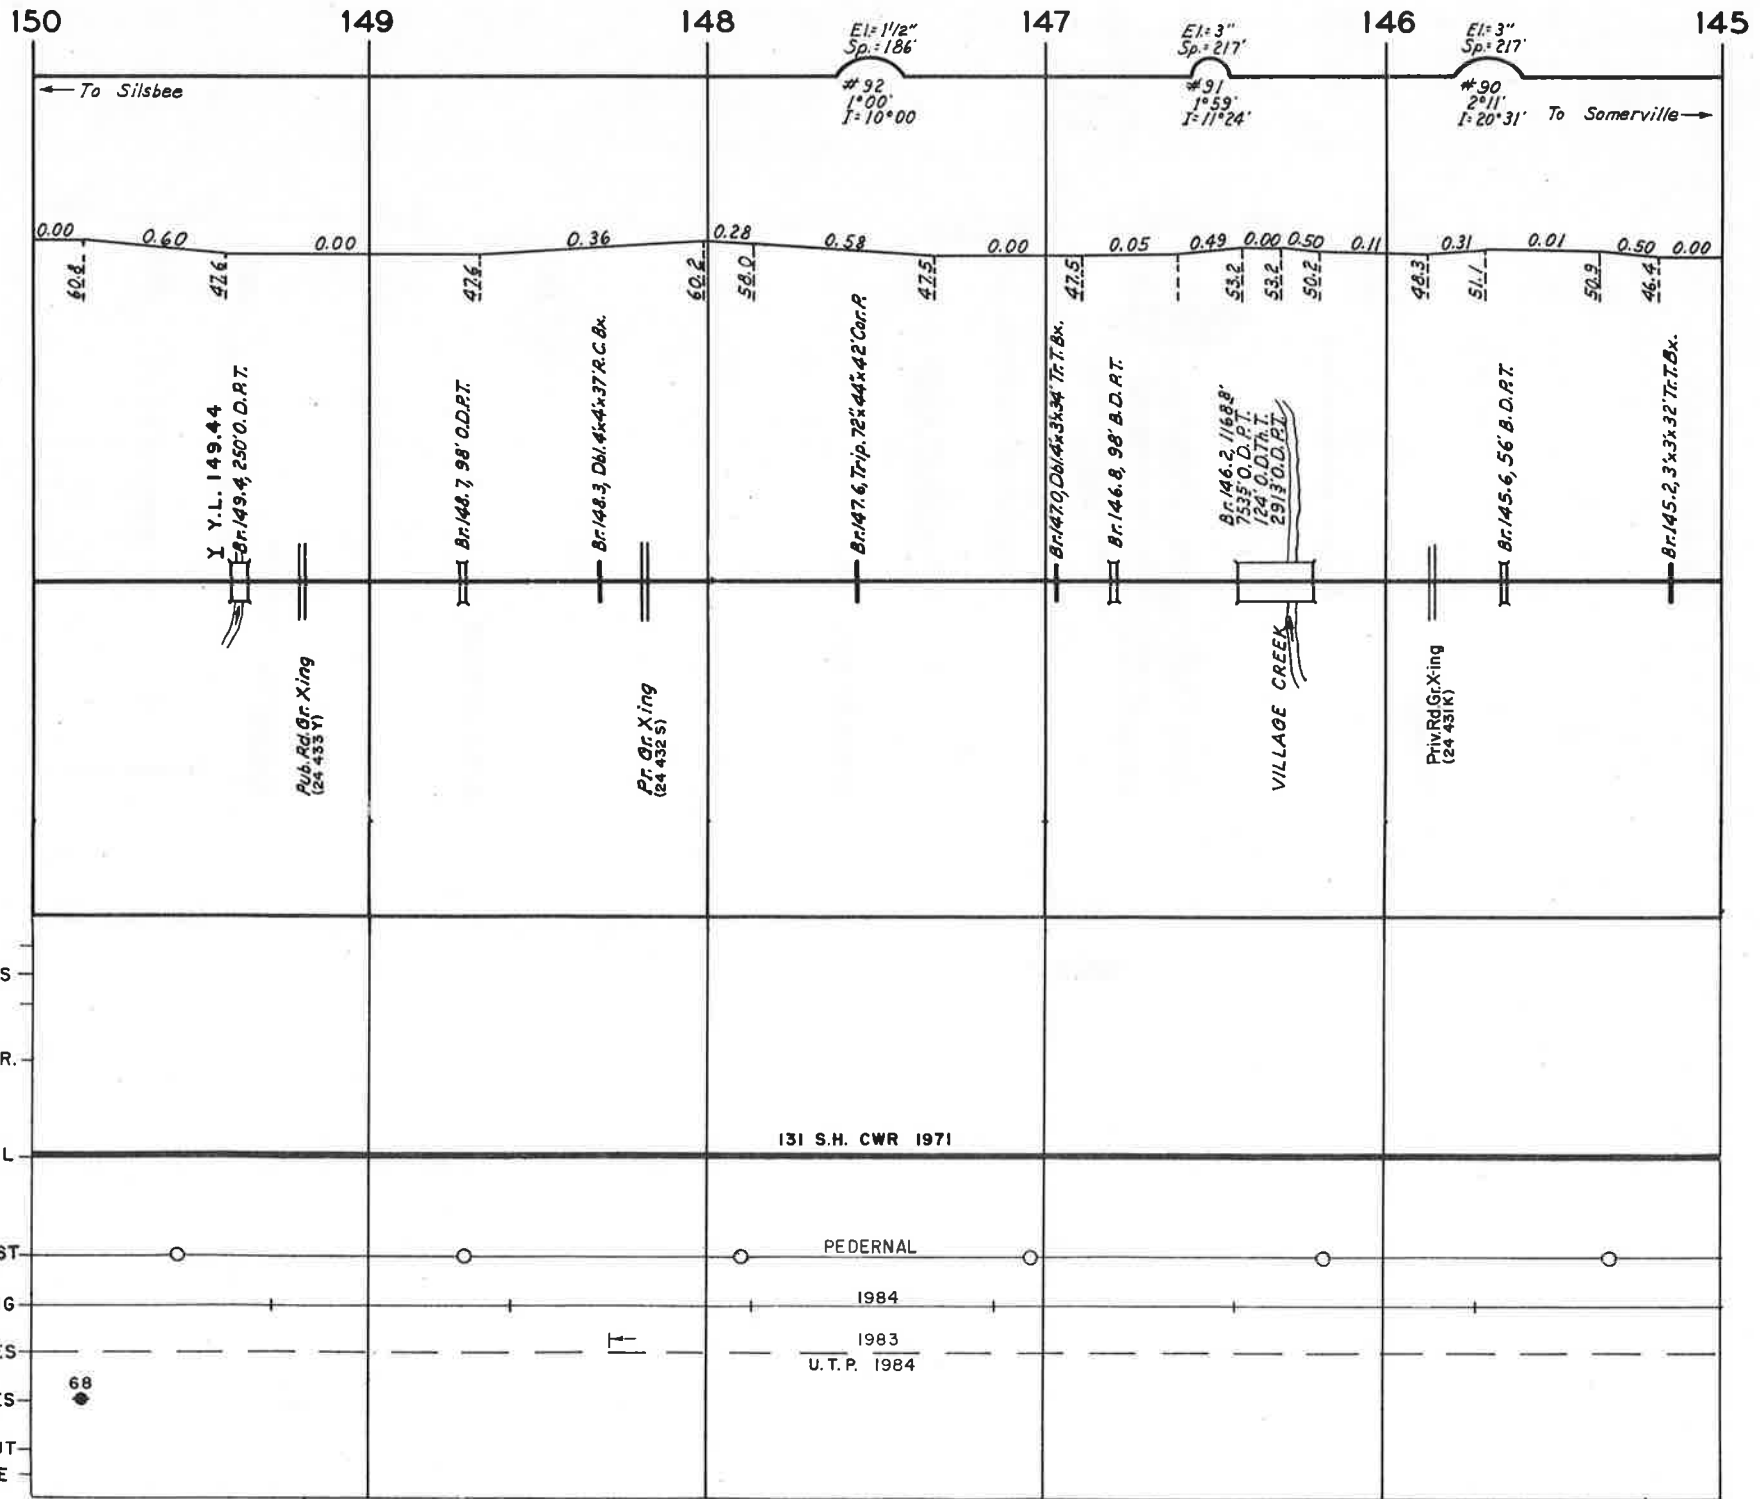 150 149 148 147 146 145
El.=1 1/2"
Sp.=186'
El.=3"
Sp.=217'
El.=3"
Sp.=217'
← To Silsbee
#92
1°00'
I=10°00
#91
1°59'
I=11°24'
#90
2°11'
I=20°31'
To Somerville →
0.00 0.60 0.00 0.36 0.28 0.58 0.00 0.05 0.49 0.00 0.50 0.11 0.31 0.01 0.50 0.00
60.8 47.6 47.6 60.2 58.0 47.5 47.5 53.2 53.2 50.2 48.3 51.1 50.9 46.4
Y Y.L. 149.44
Br.149.4, 250' O.D.P.T.
Br.148.7, 98' O.D.P.T.
Br.148.3, Dbl.4'x4'x37' R.C.Bx.
Br.147.6, Trip.72"x44"x42' Cor.P.
Br.147.0, Dbl.4'x3'x34' Tr.T.Bx.
Br.146.8, 98' B.D.P.T.
Br.146.2, 1168.8'
753⁵' O.D.P.T.
124' O.D.Th.T.
291³' O.D.P.T.
Br.145.6, 56' B.D.P.T.
Br.145.2, 3'x3'x32' Tr.T.Bx.
Pub.Rd.Gr.Xing
(24 433 Y)
Pr. Gr. Xing
(24 432 S)
VILLAGE CREEK
Priv.Rd.Gr.X-ing
(24 431K)
S
R.
L
131 S.H. CWR 1971
ST
PEDERNAL
G
1984
ES
1983
U.T.P. 1984
68
ES
UT
E